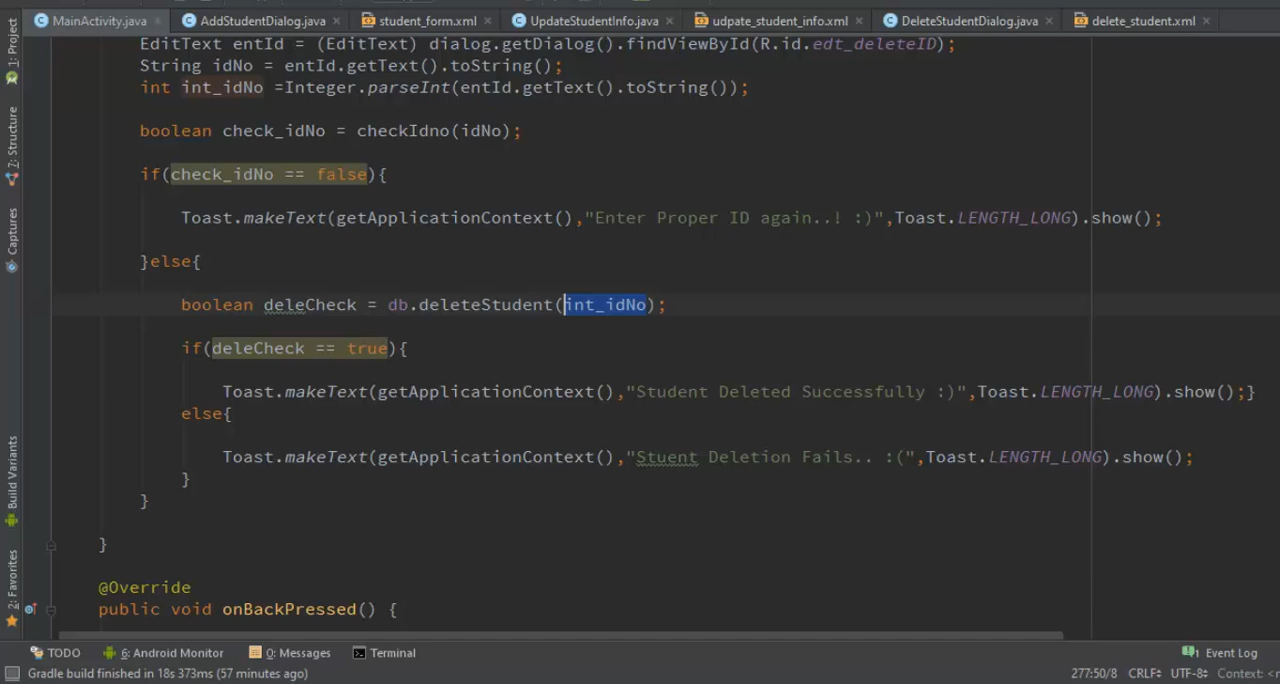 MainActivity.java
AddStudentDialog.java
student_form.xml
UpdateStudentInfo.java
udpate_student_info.xml
DeleteStudentDialog.java
delete_student.xml
1: Project
7: Structure
Captures
Build Variants
2: Favorites
EditText entId = (EditText) dialog.getDialog().findViewById(R.id.edt_deleteID);
String idNo = entId.getText().toString();
int int_idNo =Integer.parseInt(entId.getText().toString());
boolean check_idNo = checkIdno(idNo);
if(check_idNo == false){
Toast.makeText(getApplicationContext(),"Enter Proper ID again..! :)",Toast.LENGTH_LONG).show();
}else{
boolean deleCheck = db.deleteStudent(int_idNo);
if(deleCheck == true){
Toast.makeText(getApplicationContext(),"Student Deleted Successfully :)",Toast.LENGTH_LONG).show();}
else{
Toast.makeText(getApplicationContext(),"Stuent Deletion Fails.. :(",Toast.LENGTH_LONG).show();
}
}
}
@Override
public void onBackPressed() {
TODO
6: Android Monitor
0: Messages
Terminal
1 Event Log
Gradle build finished in 18s 373ms (57 minutes ago)
277:50/8
CRLF
UTF-8
Context: